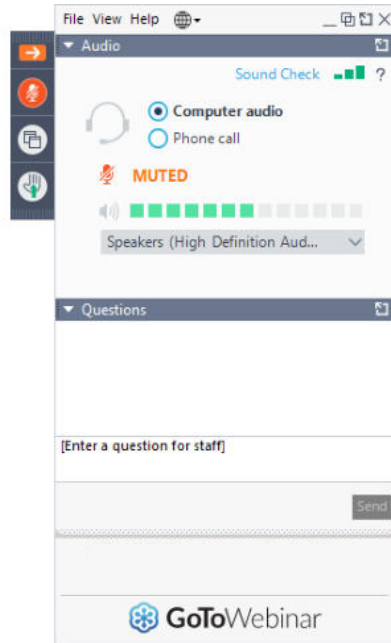 File View Help
Audio
Sound Check ?
Computer audio
Phone call
MUTED
Speakers (High Definition Aud...
Questions
[Enter a question for staff]
Send
GoToWebinar